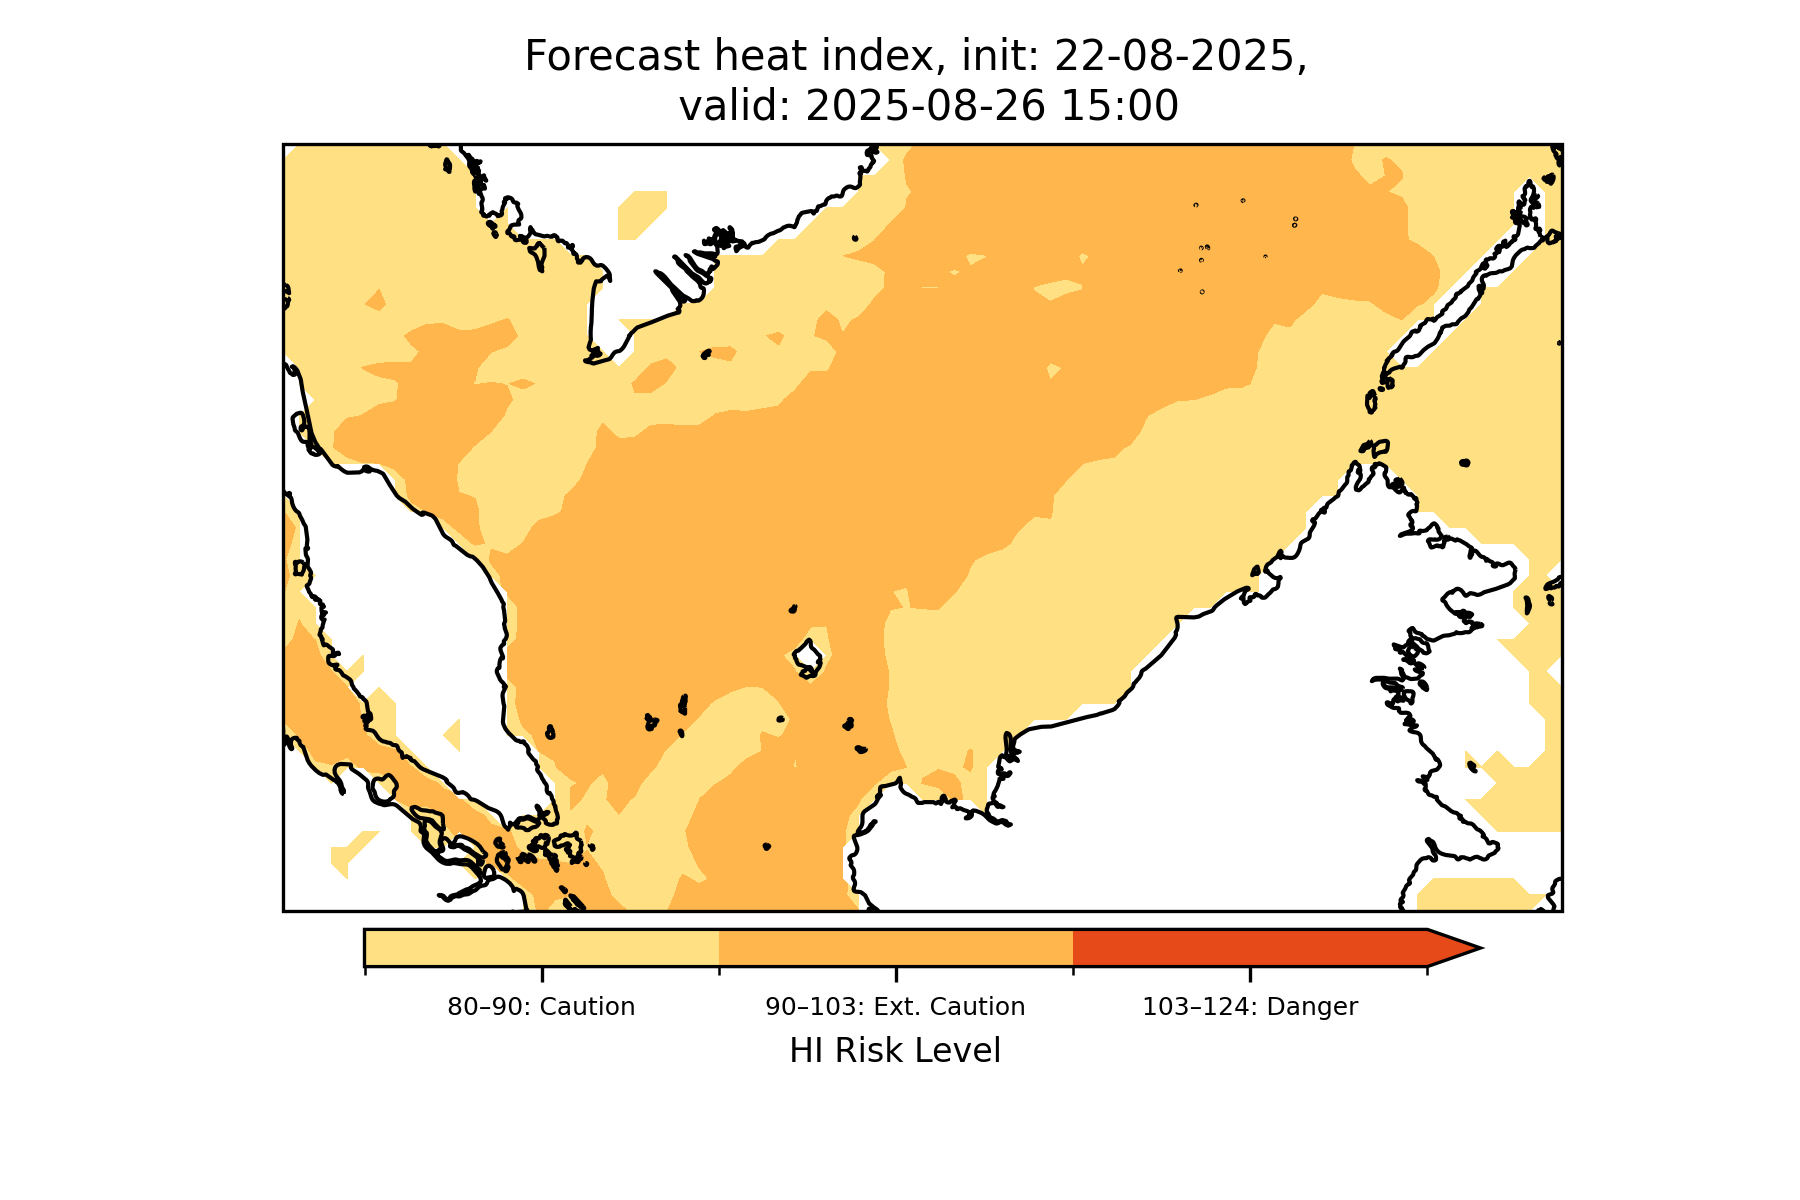 Forecast heat index, init: 22-08-2025,
valid: 2025-08-26 15:00
80–90: Caution
90–103: Ext. Caution
103–124: Danger
HI Risk Level